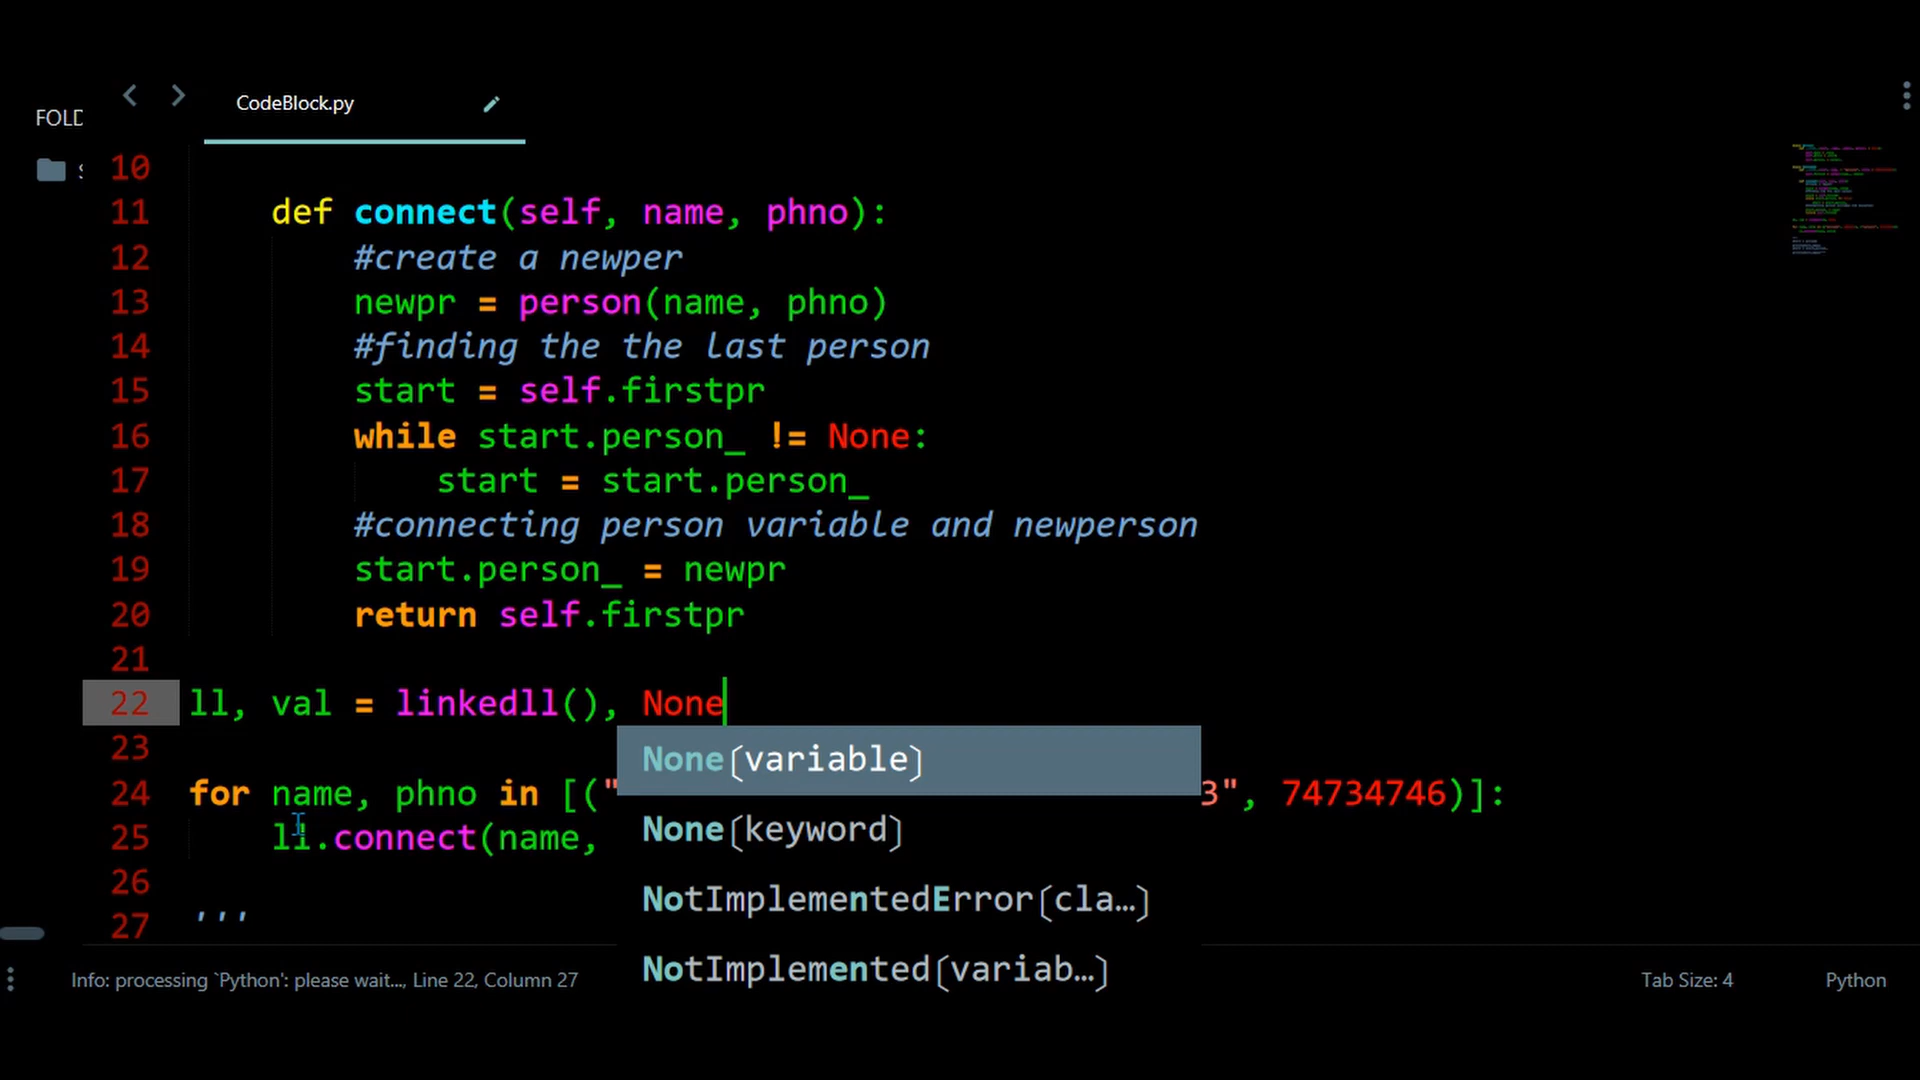 FOLD
CodeBlock.py
10
11 def connect(self, name, phno):
12 #create a newper
13 newpr = person(name, phno)
14 #finding the the last person
15 start = self.firstpr
16 while start.person_ != None:
17 start = start.person_
18 #connecting person variable and newperson
19 start.person_ = newpr
20 return self.firstpr
21
22 ll, val = linkedll(), None
23 None(variable)
24 for name, phno in [(" 3", 74734746)]:
None(keyword)
25 .connect(name,
26 NotImplementedError(cla…)
27 '''
NotImplemented(variab…)
Info: processing `Python': please wait..., Line 22, Column 27
Tab Size: 4
Python